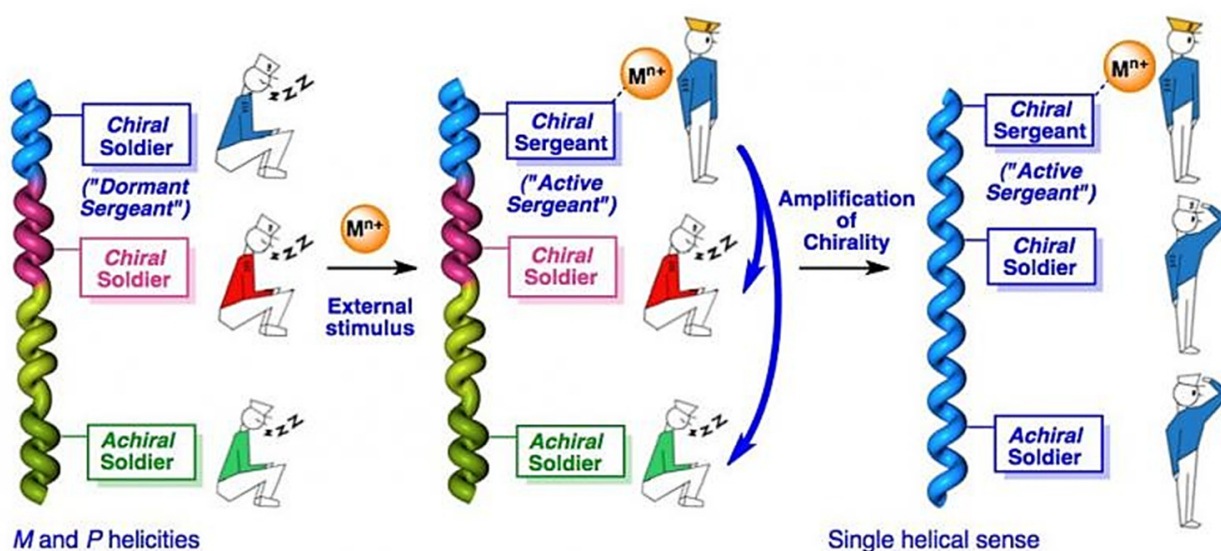 Chiral
Soldier
("Dormant
Sergeant")
Chiral
Soldier
Achiral
Soldier
z Z Z
z Z Z
z Z Z
M and P helicities
Mⁿ⁺
External
stimulus
Mⁿ⁺
Chiral
Sergeant
("Active
Sergeant")
Chiral
Soldier
Achiral
Soldier
z Z Z
z Z Z
Amplification
of
Chirality
Mⁿ⁺
Chiral
Sergeant
("Active
Sergeant")
Chiral
Soldier
Achiral
Soldier
Single helical sense